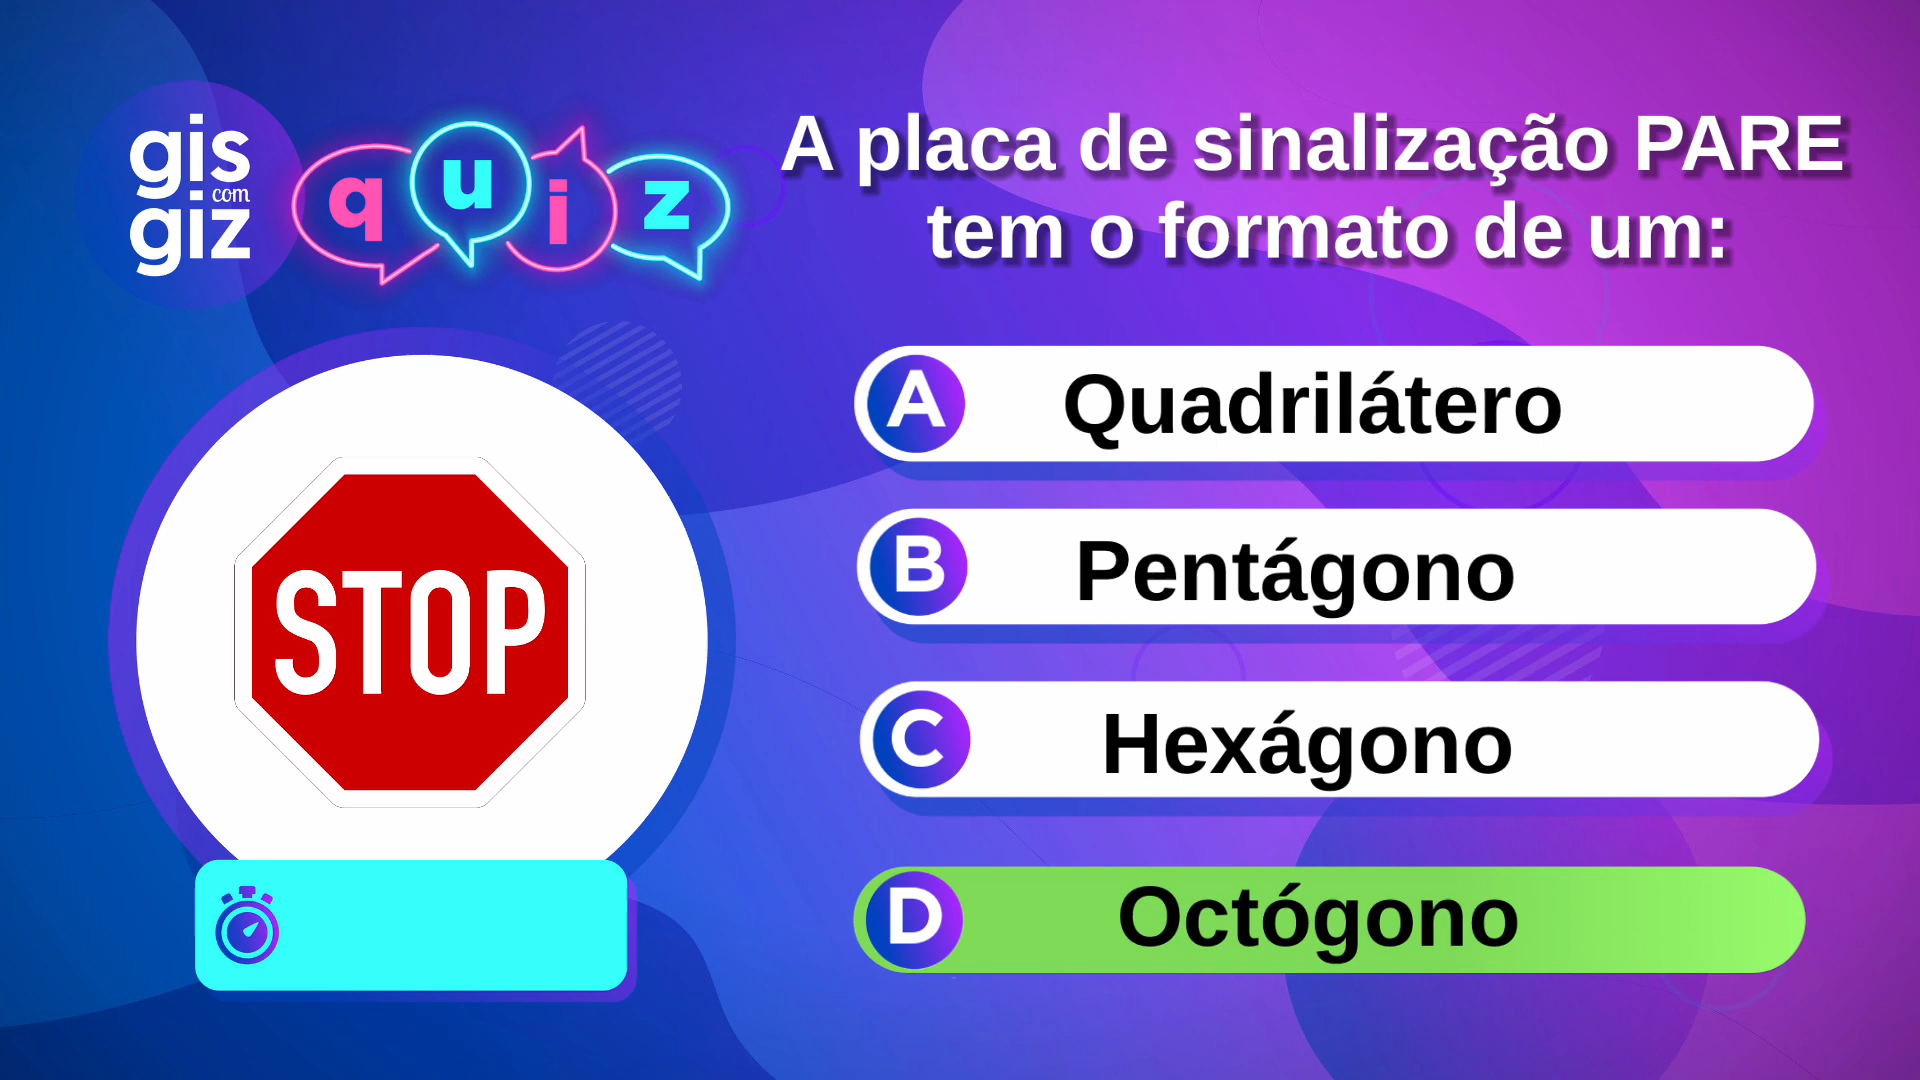 gis
com
giz
quiz
A placa de sinalização PARE
tem o formato de um:
STOP
A Quadrilátero
B Pentágono
C Hexágono
D Octógono